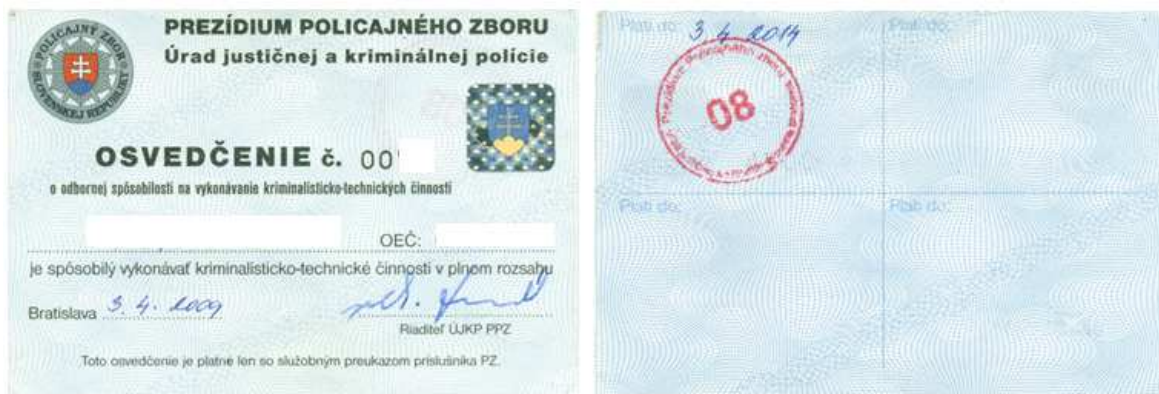 POLICAJNÝ ZBOR
SLOVENSKEJ REPUBLIKY
PREZÍDIUM POLICAJNÉHO ZBORU
Úrad justičnej a kriminálnej polície
OSVEDČENIE č. 00
o odbornej spôsobilosti na vykonávanie kriminalisticko-technických činností
OEČ:
je spôsobilý vykonávať kriminalisticko-technické činnosti v plnom rozsahu
Bratislava 3. 4. 2009
Riaditeľ ÚJKP PPZ
Toto osvedčenie je platné len so služobným preukazom príslušníka PZ.
Platí do: 3 4 2014
Platí do:
08
Platí do:
Platí do: